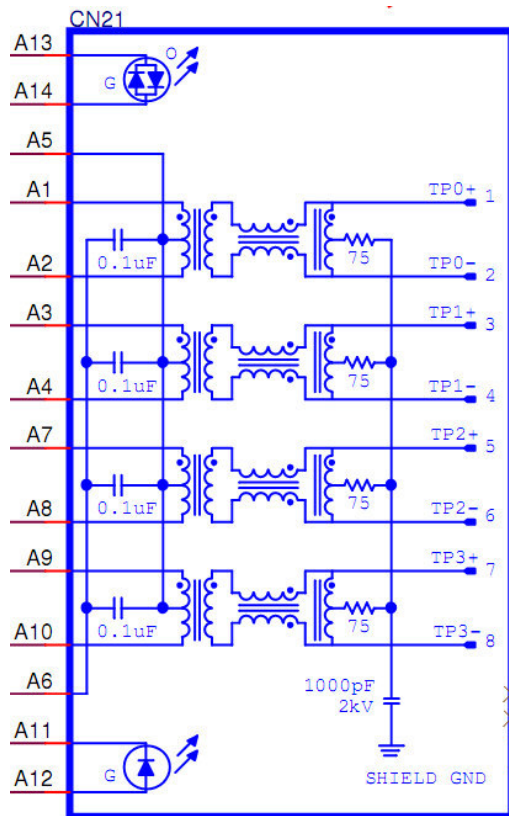 CN21
A13
O
G
A14
A5
A1
TP0+ 1
0.1uF
75
A2
TP0- 2
A3
TP1+ 3
0.1uF
75
A4
TP1- 4
A7
TP2+ 5
0.1uF
75
A8
TP2- 6
A9
TP3+ 7
0.1uF
75
A10
TP3- 8
A6
1000pF
2kV
A11
G
A12
SHIELD GND